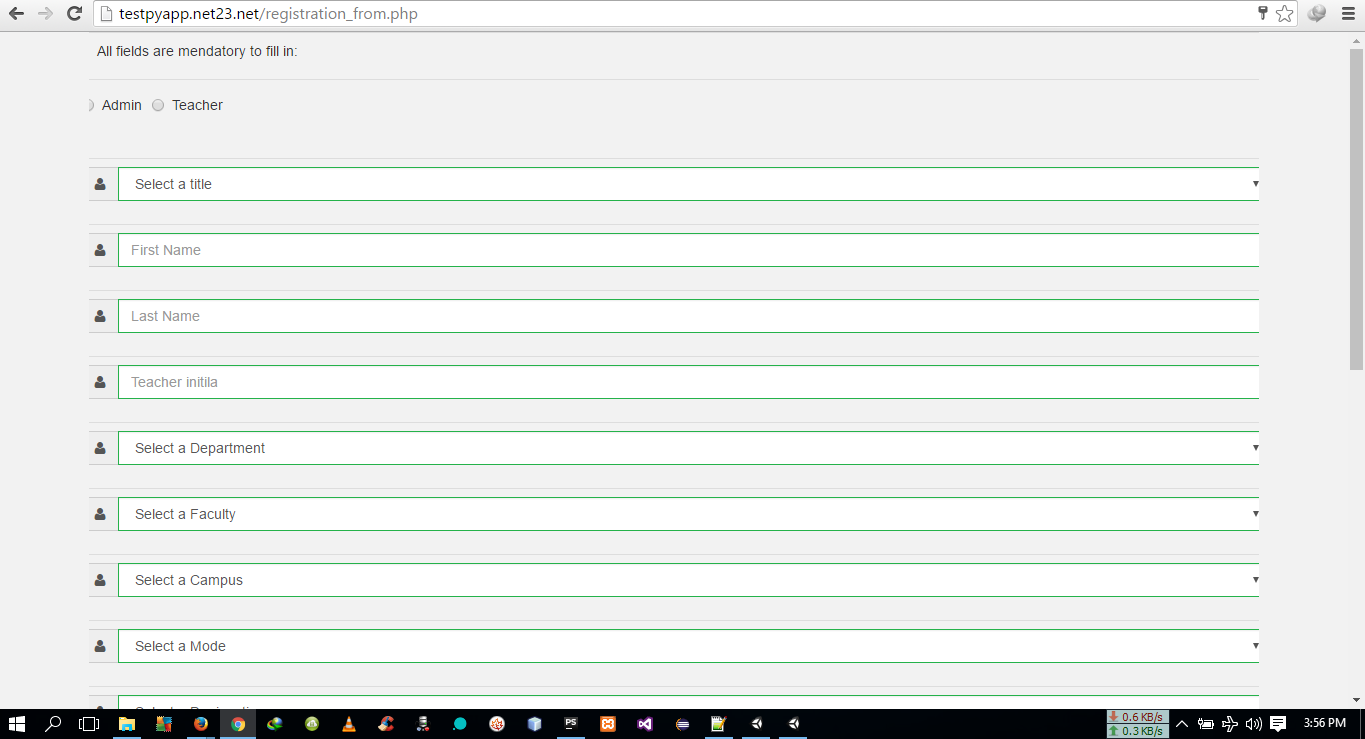 testpyapp.net23.net/registration_from.php
All fields are mendatory to fill in:
Admin Teacher
Select a title
First Name
Last Name
Teacher initila
Select a Department
Select a Faculty
Select a Campus
Select a Mode
PS
0.6 KB/s
0.3 KB/s
3:56 PM